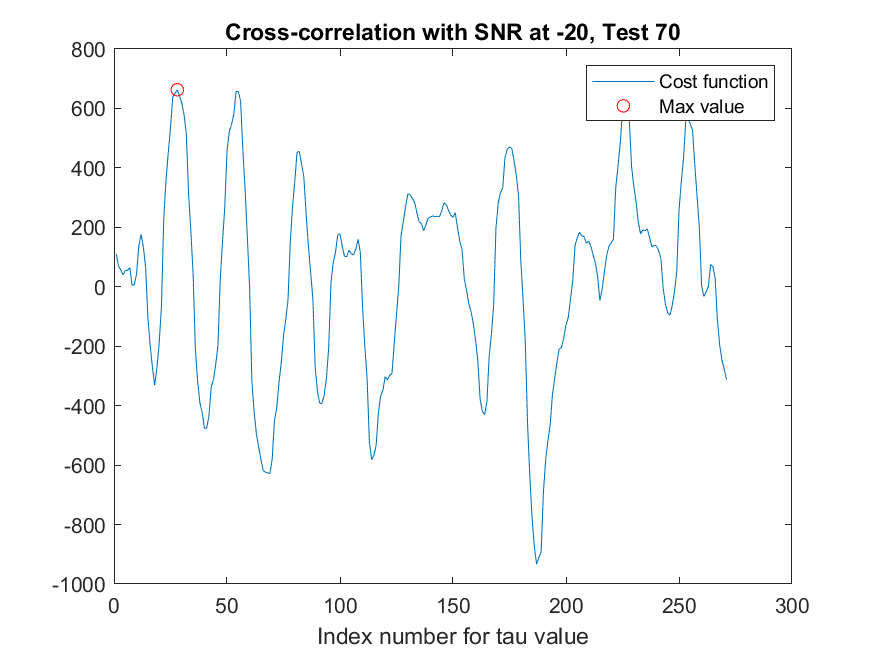 Cross-correlation with SNR at -20, Test 70
800
600
400
200
0
-200
-400
-600
-800
-1000
Cost function
Max value
0 50 100 150 200 250 300
Index number for tau value